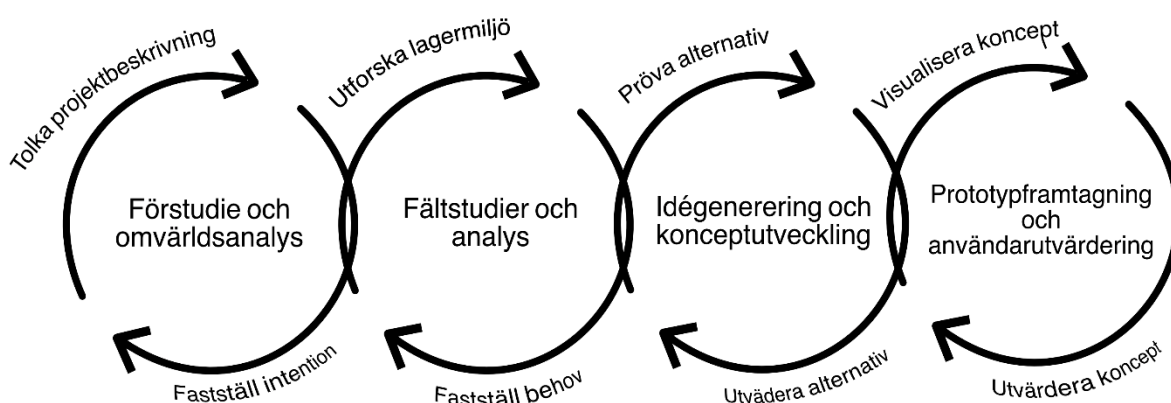 Tolka projektbeskrivning
Förstudie och
omvärldsanalys
Fastställ intention
Utforska lagermiljö
Fältstudier och
analys
Fastställ behov
Pröva alternativ
Idégenerering och
konceptutveckling
Utvädera alternativ
Visualisera koncept
Prototypframtagning
och
användarutvärdering
Utvärdera koncept